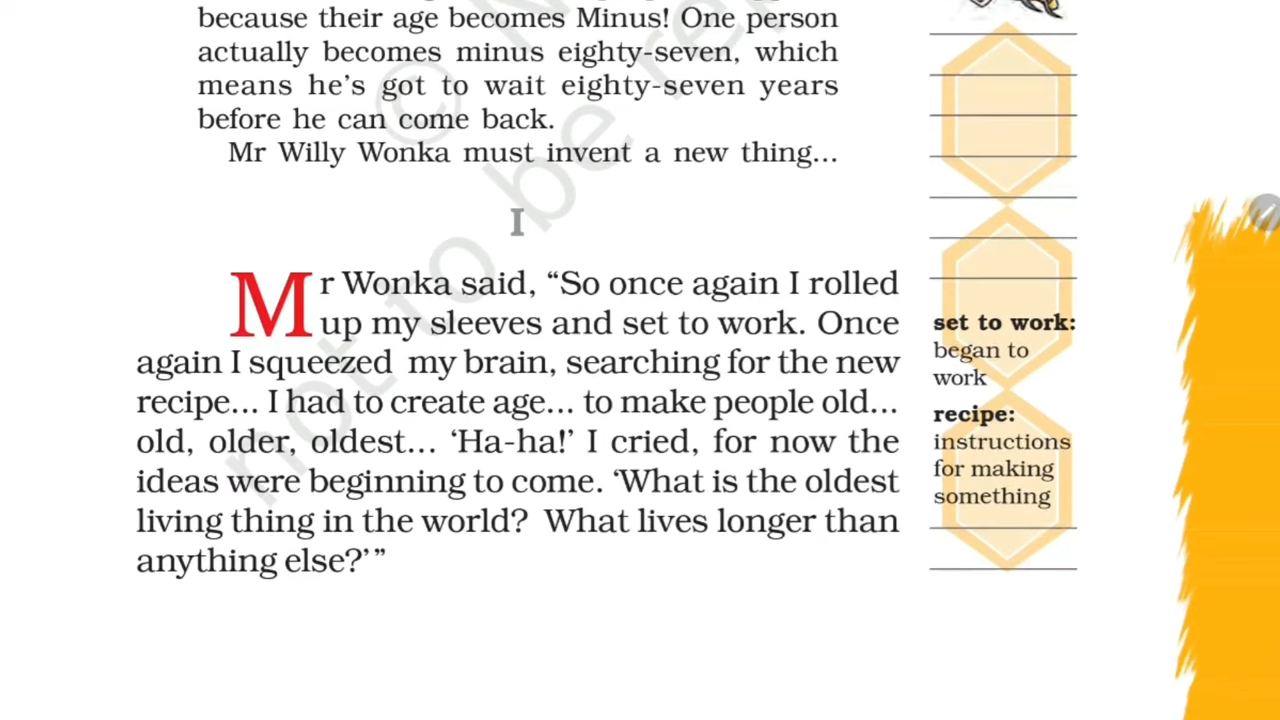 because their age becomes Minus! One person
actually becomes minus eighty-seven, which
means he's got to wait eighty-seven years
before he can come back.
Mr Willy Wonka must invent a new thing...
I
Mr Wonka said, “So once again I rolled
up my sleeves and set to work. Once
again I squeezed my brain, searching for the new
recipe... I had to create age... to make people old...
old, older, oldest... ‘Ha-ha!’ I cried, for now the
ideas were beginning to come. ‘What is the oldest
living thing in the world? What lives longer than
anything else?’”
set to work:
began to
work
recipe:
instructions
for making
something
not to be rep